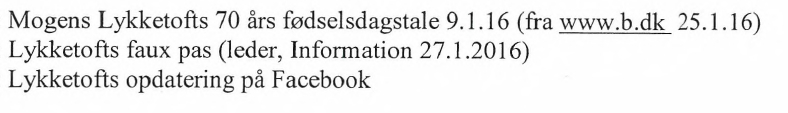 Mogens Lykketofts 70 års fødselsdagstale 9.1.16 (fra www.b.dk 25.1.16)
Lykketofts faux pas (leder, Information 27.1.2016)
Lykketofts opdatering på Facebook